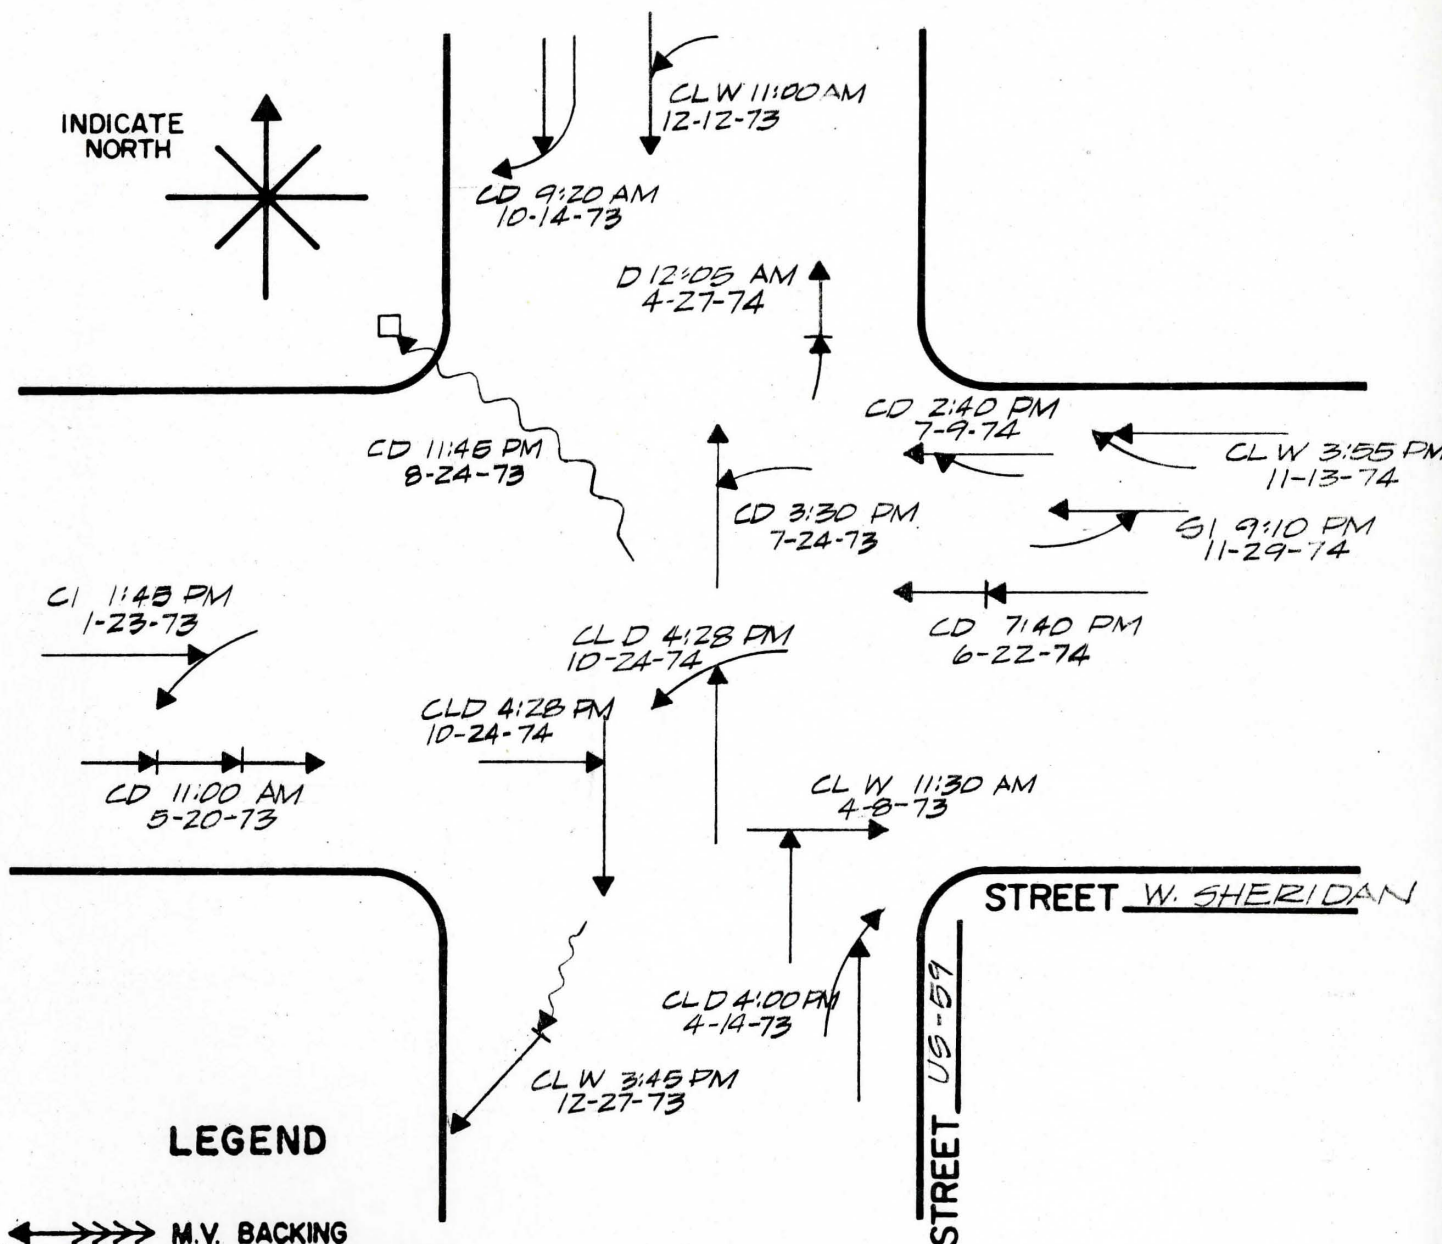 INDICATE
NORTH
CL W 11:00 AM
12-12-73
CD 9:20 AM
10-14-73
D 12:05 AM
4-27-74
CD 11:45 PM
8-24-73
CD 2:40 PM
7-9-74
CL W 3:55 PM
11-13-74
CD 3:30 PM
7-24-73
SI 9:10 PM
11-29-74
CI 1:45 PM
1-23-73
CL D 4:28 PM
10-24-74
CD 7:40 PM
6-22-74
CLD 4:28 PM
10-24-74
CD 11:00 AM
5-20-73
CL W 11:30 AM
4-8-73
STREET W. SHERIDAN
CLD 4:00 PM
4-14-73
STREET US-59
CL W 3:45 PM
12-27-73
LEGEND
M.V. BACKING